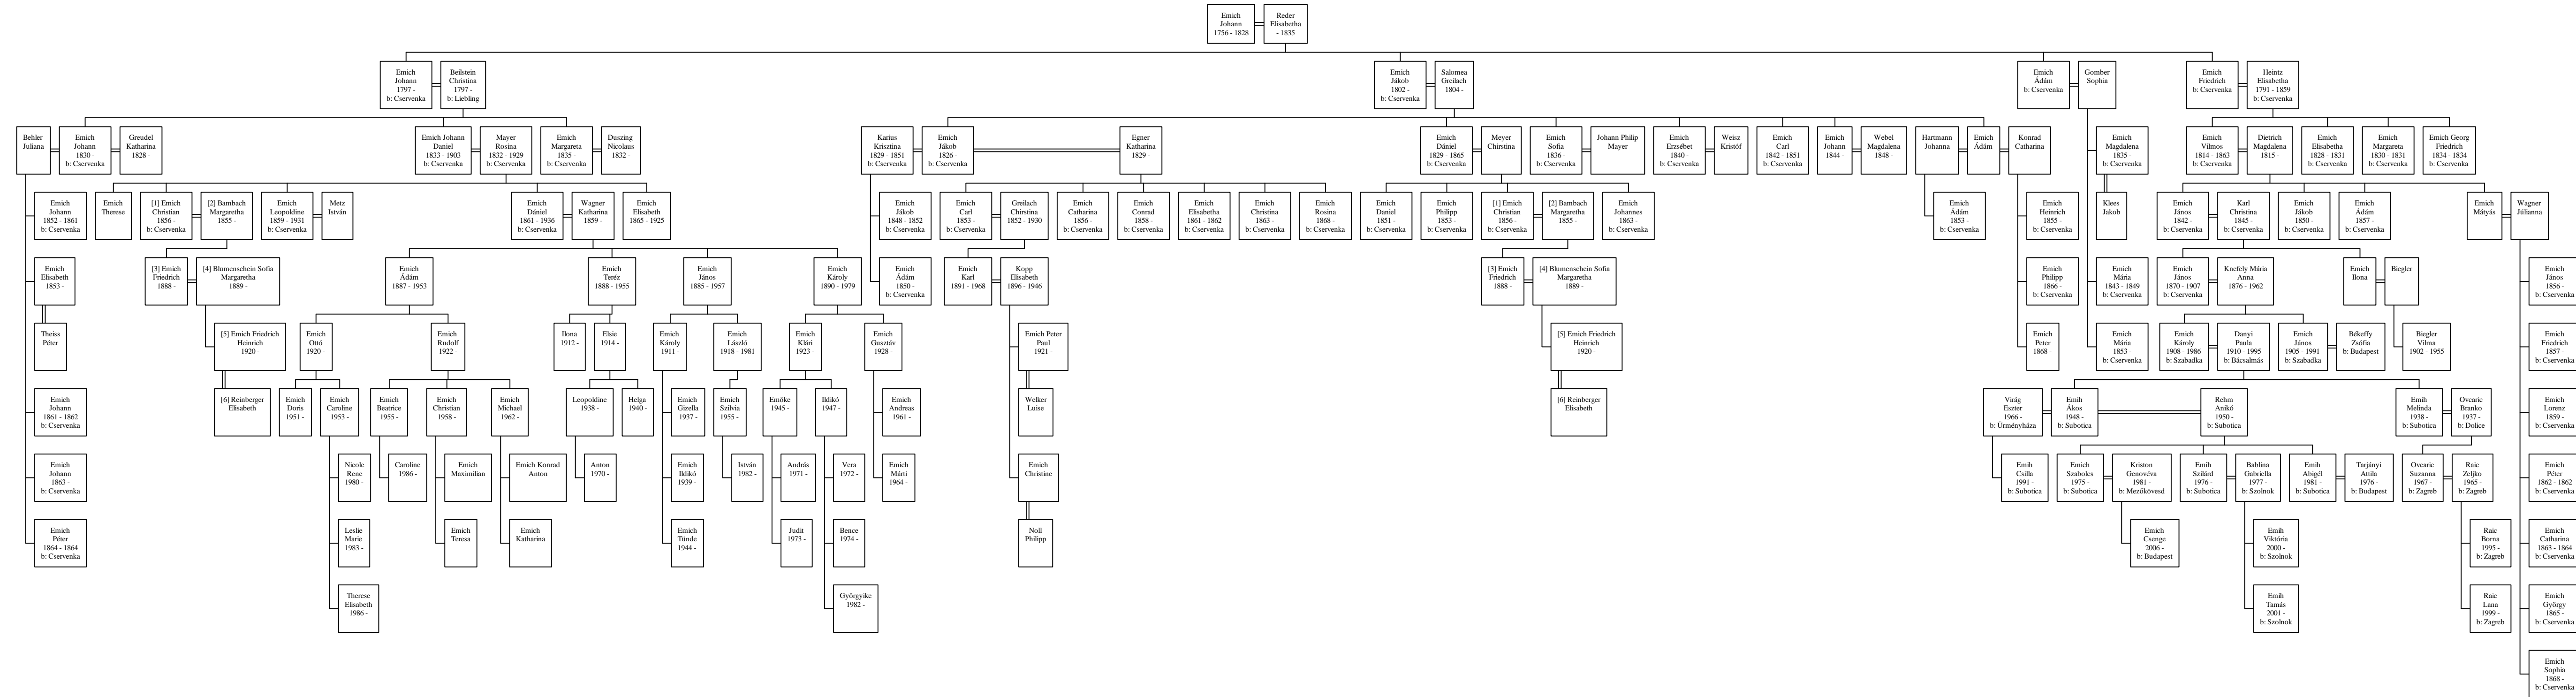 Emich
Johann
1756 - 1828
Reder
Elisabetha
- 1835
Emich
Johann
1797 -
b: Cservenka
Beilstein
Christina
1797 -
b: Liebling
Emich
Jákob
1802 -
b: Cservenka
Salomea
Greilach
1804 -
Emich
Ádám
b: Cservenka
Gomber
Sophia
Emich
Friedrich
b: Cservenka
Heintz
Elisabetha
1791 - 1859
b: Cservenka
Behler
Juliana
Emich
Johann
1830 -
b: Cservenka
Greudel
Katharina
1828 -
Emich Johann
Daniel
1833 - 1903
b: Cservenka
Mayer
Rosina
1832 - 1929
b: Cservenka
Emich
Margareta
1835 -
b: Cservenka
Duszing
Nicolaus
1832 -
Karius
Krisztina
1829 - 1851
b: Cservenka
Emich
Jákob
1826 -
b: Cservenka
Egner
Katharina
1829 -
Emich
Dániel
1829 - 1865
b: Cservenka
Meyer
Chirstina
Emich
Sofia
1836 -
b: Cservenka
Johann Philip
Mayer
Emich
Erzsébet
1840 -
b: Cservenka
Weisz
Kristóf
Emich
Carl
1842 - 1851
b: Cservenka
Emich
Johann
1844 -
Webel
Magdalena
1848 -
Hartmann
Johanna
Emich
Ádám
Konrad
Catharina
Emich
Magdalena
1835 -
b: Cservenka
Emich
Vilmos
1814 - 1863
b: Cservenka
Dietrich
Magdalena
1815 -
Emich
Elisabetha
1828 - 1831
b: Cservenka
Emich
Margareta
1830 - 1831
b: Cservenka
Emich Georg
Friedrich
1834 - 1834
b: Cservenka
Emich
Johann
1852 - 1861
b: Cservenka
Emich
Therese
[1] Emich
Christian
1856 -
b: Cservenka
[2] Bambach
Margaretha
1855 -
Emich
Leopoldine
1859 - 1931
b: Cservenka
Metz
István
Emich
Dániel
1861 - 1936
b: Cservenka
Wagner
Katharina
1859 -
Emich
Elisabeth
1865 - 1925
Emich
Jákob
1848 - 1852
b: Cservenka
Emich
Carl
1853 -
b: Cservenka
Greilach
Chirstina
1852 - 1930
Emich
Catharina
1856 -
b: Cservenka
Emich
Conrad
1858 -
b: Cservenka
Emich
Elisabetha
1861 - 1862
b: Cservenka
Emich
Christina
1863 -
b: Cservenka
Emich
Rosina
1868 -
b: Cservenka
Emich
Daniel
1851 -
b: Cservenka
Emich
Philipp
1853 -
b: Cservenka
[1] Emich
Christian
1856 -
b: Cservenka
[2] Bambach
Margaretha
1855 -
Emich
Johannes
1863 -
b: Cservenka
Emich
Ádám
1853 -
b: Cservenka
Emich
Heinrich
1855 -
b: Cservenka
Klees
Jakob
Emich
János
1842 -
b: Cservenka
Karl
Christina
1845 -
b: Cservenka
Emich
Jákob
1850 -
b: Cservenka
Emich
Ádám
1857 -
b: Cservenka
Emich
Mátyás
Wagner
Júlianna
Emich
Elisabeth
1853 -
[3] Emich
Friedrich
1888 -
[4] Blumenschein Sofia
Margaretha
1889 -
Emich
Ádám
1887 - 1953
Emich
Teréz
1888 - 1955
Emich
János
1885 - 1957
Emich
Károly
1890 - 1979
Emich
Ádám
1850 -
b: Cservenka
Emich
Karl
1891 - 1968
Kopp
Elisabeth
1896 - 1946
[3] Emich
Friedrich
1888 -
[4] Blumenschein Sofia
Margaretha
1889 -
Emich
Philipp
1866 -
b: Cservenka
Emich
Mária
1843 - 1849
b: Cservenka
Emich
János
1870 - 1907
b: Cservenka
Knefely Mária
Anna
1876 - 1962
Emich
Ilona
Biegler
Emich
János
1856 -
b: Cservenka
Theiss
Péter
[5] Emich Friedrich
Heinrich
1920 -
Emich
Ottó
1920 -
Emich
Rudolf
1922 -
Ilona
1912 -
Elsie
1914 -
Emich
Károly
1911 -
Emich
László
1918 - 1981
Emich
Klári
1923 -
Emich
Gusztáv
1928 -
Emich Peter
Paul
1921 -
[5] Emich Friedrich
Heinrich
1920 -
Emich
Peter
1868 -
Emich
Mária
1853 -
b: Cservenka
Emich
Károly
1908 - 1986
b: Szabadka
Danyi
Paula
1910 - 1995
b: Bácsalmás
Emich
János
1905 - 1991
b: Szabadka
Békeffy
Zsófia
b: Budapest
Biegler
Vilma
1902 - 1955
Emich
Friedrich
1857 -
b: Cservenka
Emich
Johann
1861 - 1862
b: Cservenka
[6] Reinberger
Elisabeth
Emich
Doris
1951 -
Emich
Caroline
1953 -
Emich
Beatrice
1955 -
Emich
Christian
1958 -
Emich
Michael
1962 -
Leopoldine
1938 -
Helga
1940 -
Emich
Gizella
1937 -
Emich
Szilvia
1955 -
Emőke
1945 -
Ildikó
1947 -
Emich
Andreas
1961 -
Welker
Luise
[6] Reinberger
Elisabeth
Virág
Eszter
1966 -
b: Ürményháza
Emih
Ákos
1948 -
b: Subotica
Rehm
Anikó
1950 -
b: Subotica
Emih
Melinda
1938 -
b: Subotica
Ovcaric
Branko
1937 -
b: Dolice
Emich
Lorenz
1859 -
b: Cservenka
Emich
Johann
1863 -
b: Cservenka
Nicole
Rene
1980 -
Caroline
1986 -
Emich
Maximilian
Emich Konrad
Anton
Anton
1970 -
Emich
Ildikó
1939 -
István
1982 -
András
1971 -
Vera
1972 -
Emich
Márti
1964 -
Emich
Christine
Emih
Csilla
1991 -
b: Subotica
Emich
Szabolcs
1975 -
b: Subotica
Kriston
Genovéva
1981 -
b: Mezőkövesd
Emih
Szilárd
1976 -
b: Subotica
Bablina
Gabriella
1977 -
b: Szolnok
Emih
Abigél
1981 -
b: Subotica
Tarjányi
Attila
1976 -
b: Budapest
Ovcaric
Suzanna
1967 -
b: Zagreb
Raic
Zeljko
1965 -
b: Zagreb
Emich
Péter
1862 - 1862
b: Cservenka
Emich
Péter
1864 - 1864
b: Cservenka
Leslie
Marie
1983 -
Emich
Teresa
Emich
Katharina
Emich
Tünde
1944 -
Judit
1973 -
Bence
1974 -
Noll
Philipp
Emich
Csenge
2006 -
b: Budapest
Emih
Viktória
2000 -
b: Szolnok
Raic
Borna
1995 -
b: Zagreb
Emich
Catharina
1863 - 1864
b: Cservenka
Therese
Elisabeth
1986 -
Györgyike
1982 -
Emih
Tamás
2001 -
b: Szolnok
Raic
Lana
1999 -
b: Zagreb
Emich
György
1865 -
b: Cservenka
Emich
Sophia
1868 -
b: Cservenka